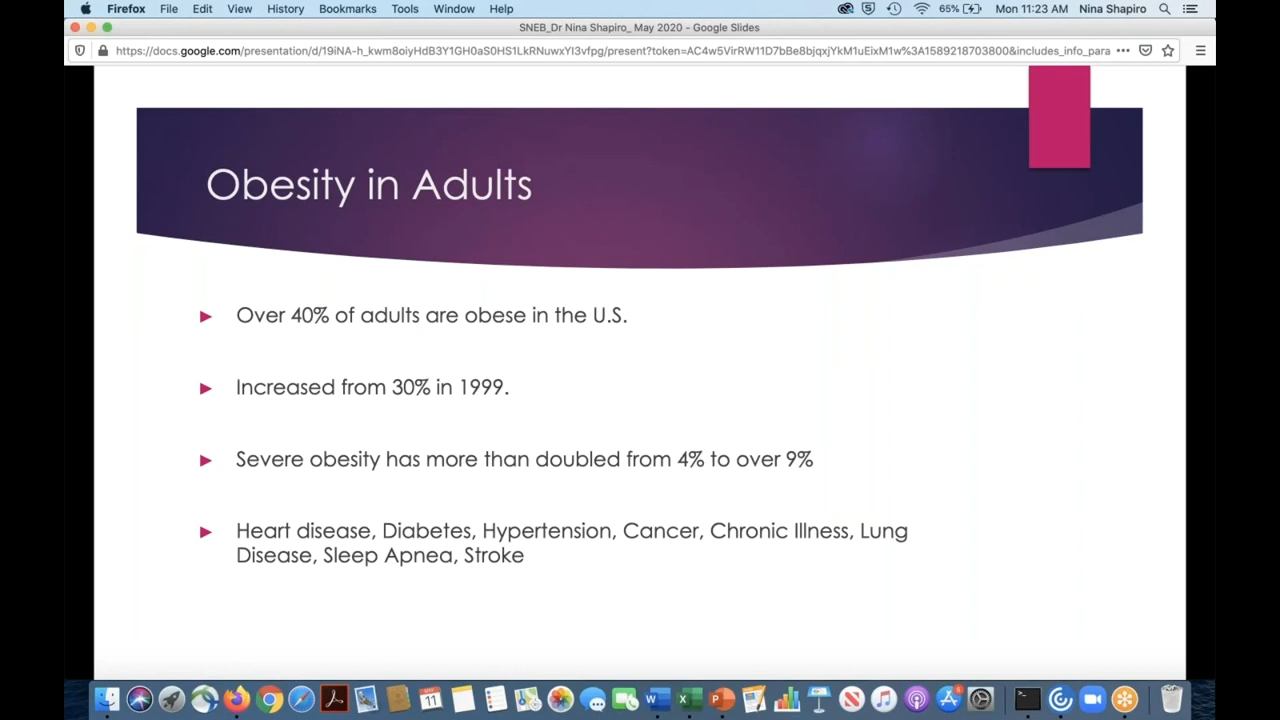 Firefox File Edit View History Bookmarks Tools Window Help 65% Mon 11:23 AM Nina Shapiro
SNEB_Dr Nina Shapiro_ May 2020 - Google Slides
https://docs.google.com/presentation/d/19iNA-h_kwm8oiyHdB3Y1GH0aS0HS1LkRNuwxYI3vfpg/present?token=AC4w5VirRW11D7bBe8bjqxjYkM1uEixM1w%3A1589218703800&includes_info_para
Obesity in Adults
Over 40% of adults are obese in the U.S.
Increased from 30% in 1999.
Severe obesity has more than doubled from 4% to over 9%
Heart disease, Diabetes, Hypertension, Cancer, Chronic Illness, Lung
Disease, Sleep Apnea, Stroke